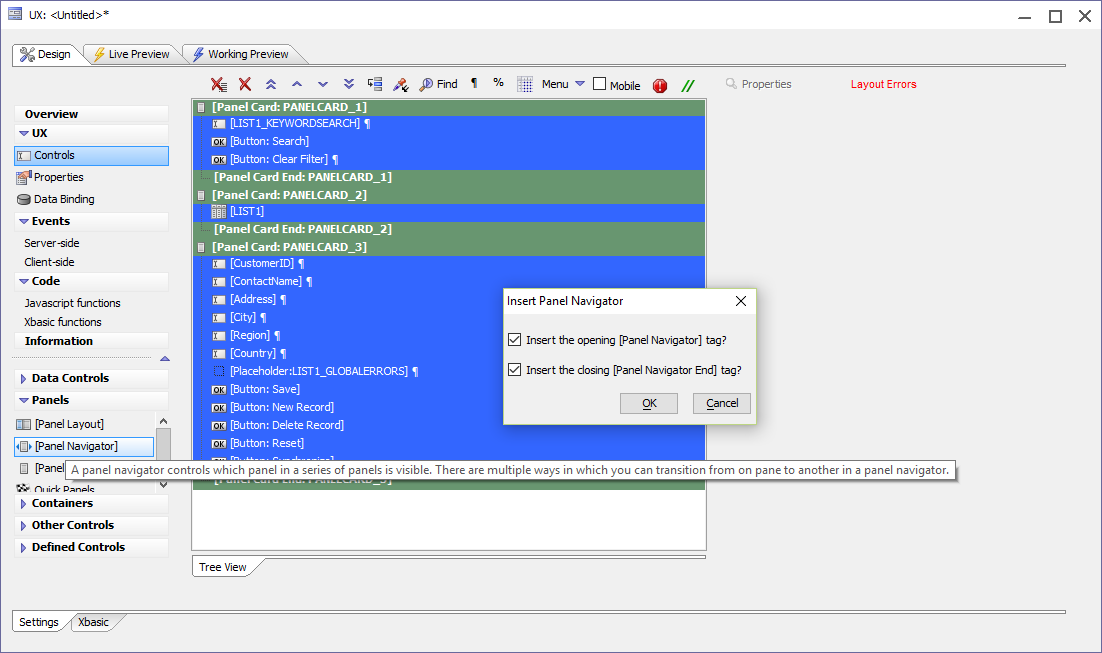 UX: <Untitled>*
Design
Live Preview
Working Preview
Find
¶
%
Menu
Mobile
Properties
Layout Errors
Overview
UX
Controls
Properties
Data Binding
Events
Server-side
Client-side
Code
Javascript functions
Xbasic functions
Information
Data Controls
Panels
[Panel Layout]
[Panel Navigator]
[Panel
Quick Panels
Containers
Other Controls
Defined Controls
[Panel Card: PANELCARD_1]
[LIST1_KEYWORDSEARCH] ¶
OK [Button: Search]
OK [Button: Clear Filter] ¶
[Panel Card End: PANELCARD_1]
[Panel Card: PANELCARD_2]
[LIST1]
[Panel Card End: PANELCARD_2]
[Panel Card: PANELCARD_3]
[CustomerID] ¶
[ContactName] ¶
[Address] ¶
[City] ¶
[Region] ¶
[Country] ¶
[Placeholder:LIST1_GLOBALERRORS] ¶
OK [Button: Save]
OK [Button: New Record]
OK [Button: Delete Record]
OK [Button: Reset]
[Button: Synchronize]
[Panel Card End: PANELCARD_3]
Insert Panel Navigator
Insert the opening [Panel Navigator] tag?
Insert the closing [Panel Navigator End] tag?
OK
Cancel
A panel navigator controls which panel in a series of panels is visible. There are multiple ways in which you can transition from on pane to another in a panel navigator.
Tree View
Settings
Xbasic